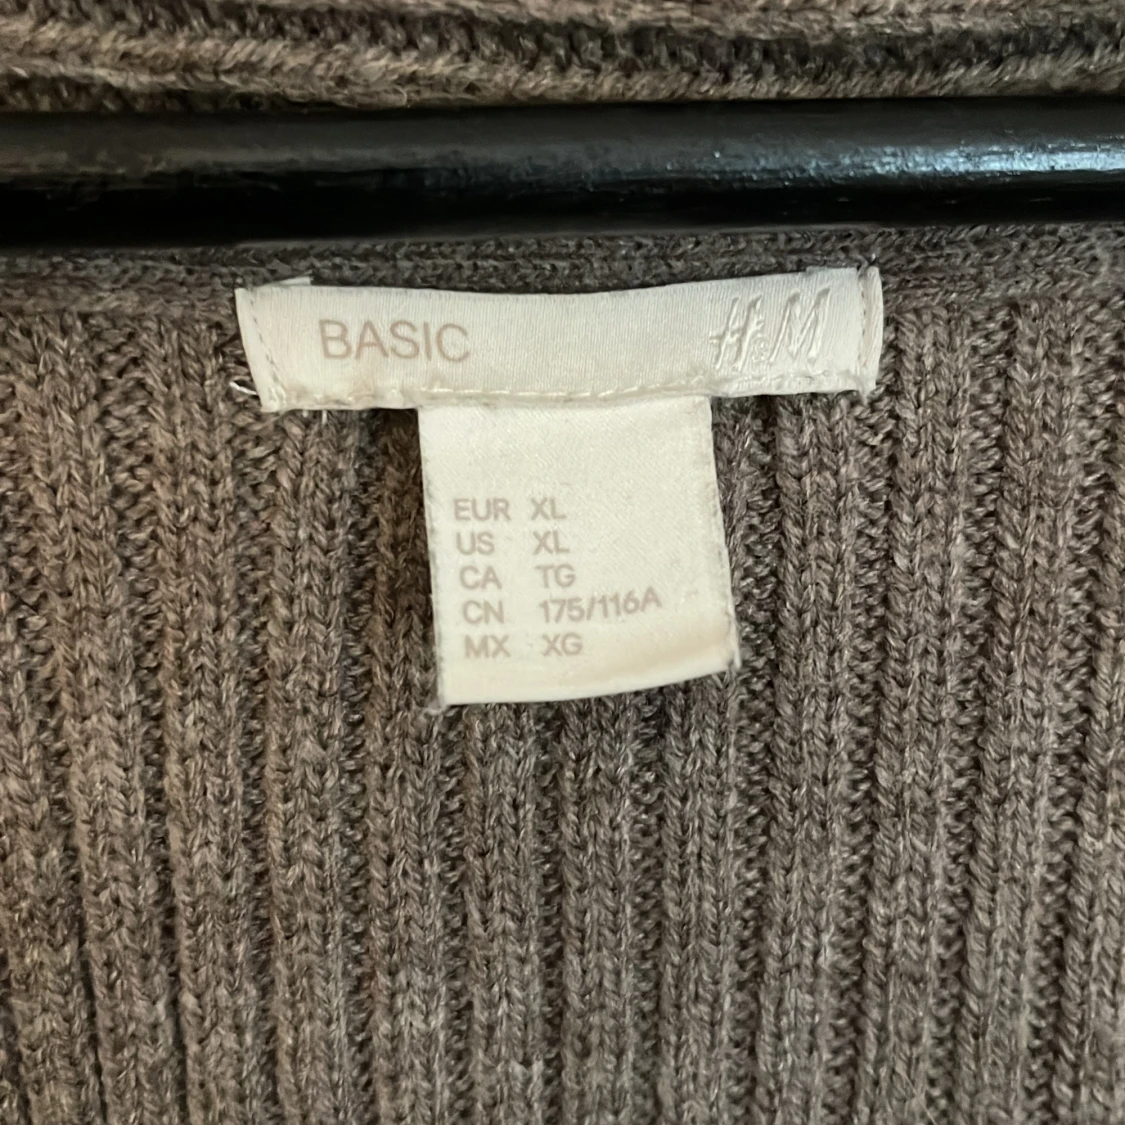 BASIC H&M
EUR XL
US XL
CA TG
CN 175/116A
MX XG